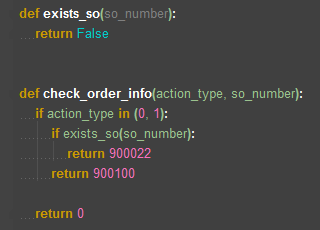 def exists_so(so_number):
    return False
def check_order_info(action_type, so_number):
    if action_type in (0, 1):
        if exists_so(so_number):
            return 900022
        return 900100
    return 0